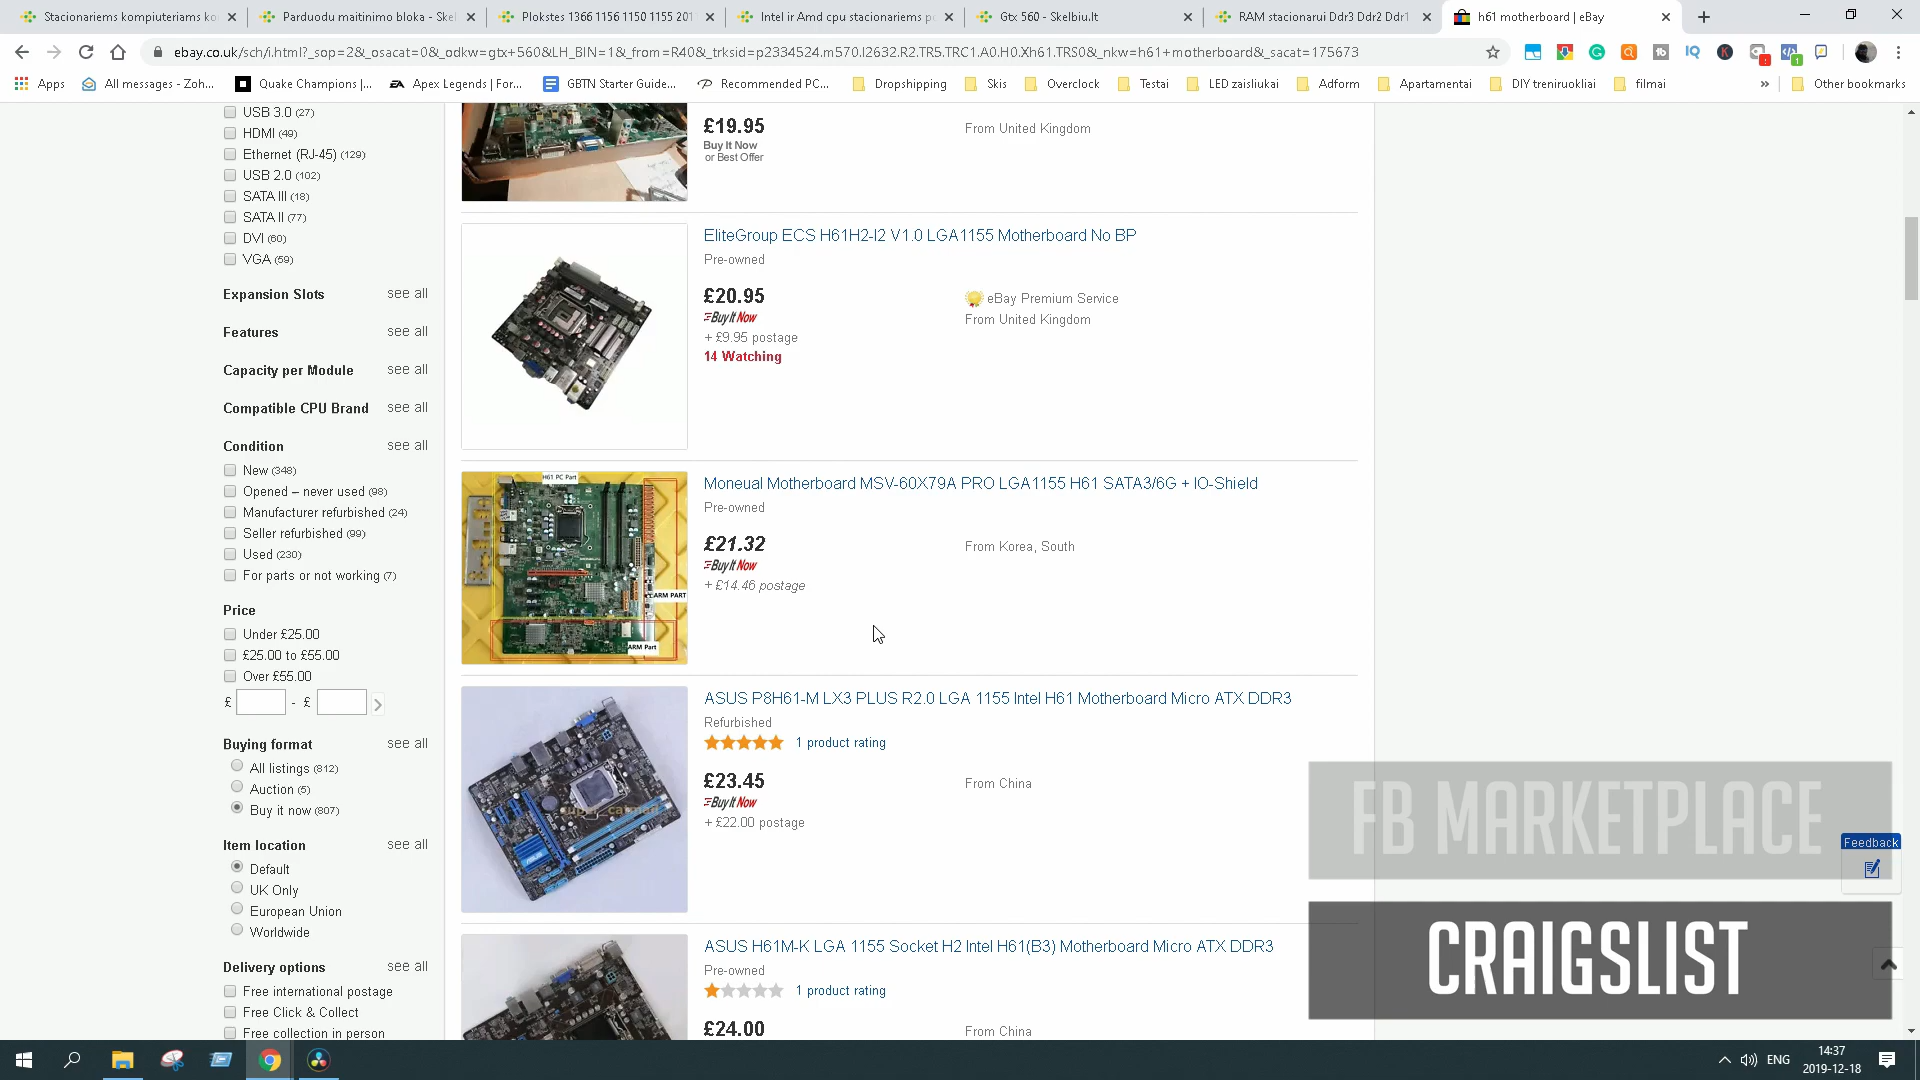 Stacionariems kompiuteriams ko
Parduodu maitinimo bloka - Skel
Plokstes 1366 1156 1150 1155 201
Intel ir Amd cpu stacionariems p
Gtx 560 - Skelbiu.lt
RAM stacionarui Ddr3 Ddr2 Ddr1
h61 motherboard | eBay
ebay.co.uk/sch/i.html?_sop=2&_osacat=0&_odkw=gtx+560&LH_BIN=1&_from=R40&_trksid=p2334524.m570.l2632.R2.TR5.TRC1.A0.H0.Xh61.TRS0&_nkw=h61+motherboard&_sacat=175673
Apps
All messages - Zoh...
Quake Champions |...
Apex Legends | For...
GBTN Starter Guide...
Recommended PC...
Dropshipping
Skis
Overclock
Testai
LED zaisliukai
Adform
Apartamentai
DIY treniruokliai
filmai
»
Other bookmarks
USB 3.0 (27)
HDMI (49)
Ethernet (RJ-45) (129)
USB 2.0 (102)
SATA III (18)
SATA II (77)
DVI (60)
VGA (59)
Expansion Slots see all
Features see all
Capacity per Module see all
Compatible CPU Brand see all
Condition see all
New (348)
Opened – never used (98)
Manufacturer refurbished (24)
Seller refurbished (99)
Used (230)
For parts or not working (7)
Price
Under £25.00
£25.00 to £55.00
Over £55.00
£ - £
Buying format see all
All listings (812)
Auction (5)
Buy it now (807)
Item location see all
Default
UK Only
European Union
Worldwide
Delivery options see all
Free international postage
Free Click & Collect
Free collection in person
£19.95
From United Kingdom
Buy It Now
or Best Offer
EliteGroup ECS H61H2-I2 V1.0 LGA1155 Motherboard No BP
Pre-owned
£20.95
eBay Premium Service
Buy It Now
From United Kingdom
+ £9.95 postage
14 Watching
H61 PC Part
ARM PART
ARM Part
Moneual Motherboard MSV-60X79A PRO LGA1155 H61 SATA3/6G + IO-Shield
Pre-owned
£21.32
From Korea, South
Buy It Now
+ £14.46 postage
ASUS P8H61-M LX3 PLUS R2.0 LGA 1155 Intel H61 Motherboard Micro ATX DDR3
Refurbished
1 product rating
£23.45
From China
Buy It Now
+ £22.00 postage
ASUS H61M-K LGA 1155 Socket H2 Intel H61(B3) Motherboard Micro ATX DDR3
Pre-owned
1 product rating
£24.00
From China
FB MARKETPLACE
Feedback
CRAIGSLIST
ENG
14:37
2019-12-18